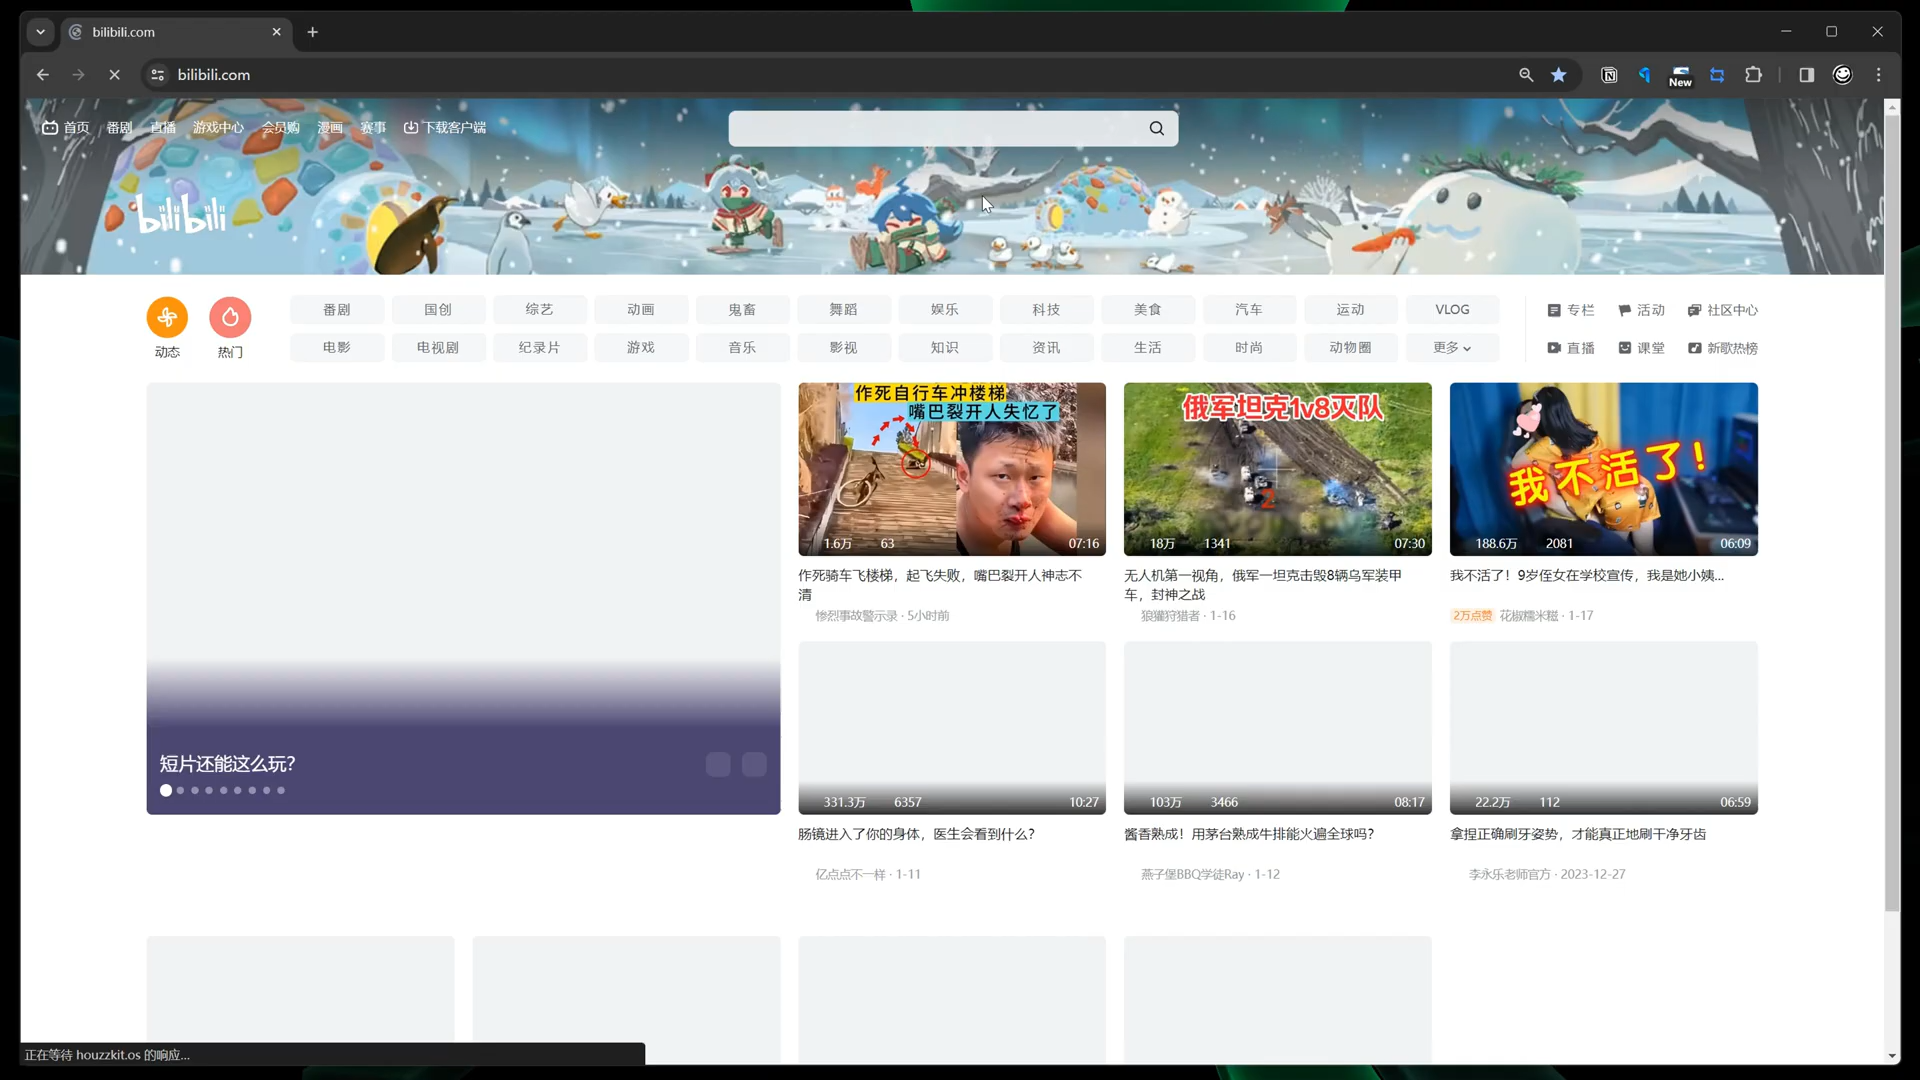 bilibili.com
bilibili.com
New
首页 番剧 直播 游戏中心 会员购 漫画 赛事 下载客户端
bilibili
动态
热门
番剧 国创 综艺 动画 鬼畜 舞蹈 娱乐 科技 美食 汽车 运动 VLOG
电影 电视剧 纪录片 游戏 音乐 影视 知识 资讯 生活 时尚 动物圈 更多
专栏 活动 社区中心
直播 课堂 新歌热榜
短片还能这么玩？
作死自行车冲楼梯
嘴巴裂开人失忆了
1.6万 63 07:16
作死骑车飞楼梯，起飞失败，嘴巴裂开人神志不
清
惨烈事故警示录 · 5小时前
俄军坦克1v8灭队
2
18万 1341 07:30
无人机第一视角，俄军一坦克击毁8辆乌军装甲
车，封神之战
狼獾狩猎者 · 1-16
我不活了！
188.6万 2081 06:09
我不活了！9岁侄女在学校宣传，我是她小姨...
2万点赞 花椒糯米糍 · 1-17
331.3万 6357 10:27
肠镜进入了你的身体，医生会看到什么？
亿点点不一样 · 1-11
103万 3466 08:17
酱香熟成！用茅台熟成牛排能火遍全球吗？
燕子堡BBQ学徒Ray · 1-12
22.2万 112 06:59
拿捏正确刷牙姿势，才能真正地刷干净牙齿
李永乐老师官方 · 2023-12-27
正在等待 houzzkit.os 的响应...